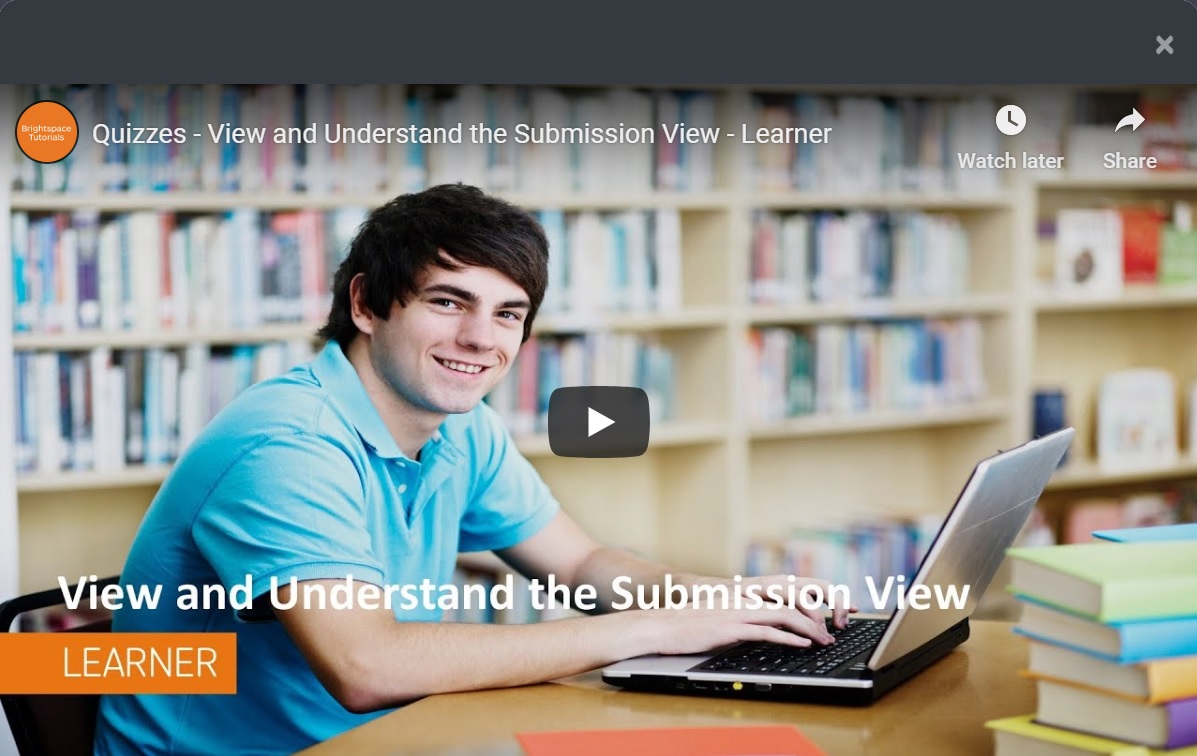 Brightspace
Tutorials
Quizzes - View and Understand the Submission View - Learner
Watch later
Share
View and Understand the Submission View
LEARNER